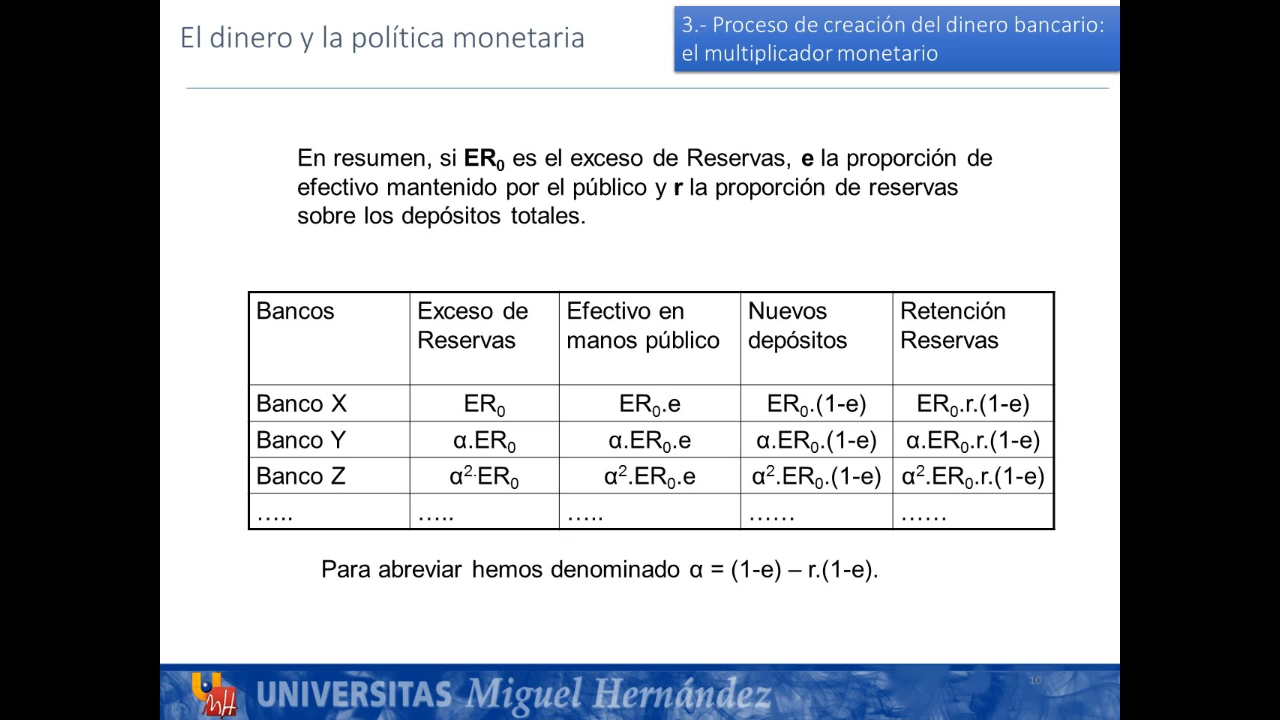 El dinero y la política monetaria
3.- Proceso de creación del dinero bancario:
el multiplicador monetario
En resumen, si ER₀ es el exceso de Reservas, e la proporción de
efectivo mantenido por el público y r la proporción de reservas
sobre los depósitos totales.
Bancos | Exceso de Reservas | Efectivo en manos público | Nuevos depósitos | Retención Reservas
Banco X | ER₀ | ER₀.e | ER₀.(1-e) | ER₀.r.(1-e)
Banco Y | α.ER₀ | α.ER₀.e | α.ER₀.(1-e) | α.ER₀.r.(1-e)
Banco Z | α²·ER₀ | α².ER₀.e | α².ER₀.(1-e) | α².ER₀.r.(1-e)
….. | ….. | ….. | …… | ……
Para abreviar hemos denominado α = (1-e) – r.(1-e).
UNIVERSITAS Miguel Hernández
10